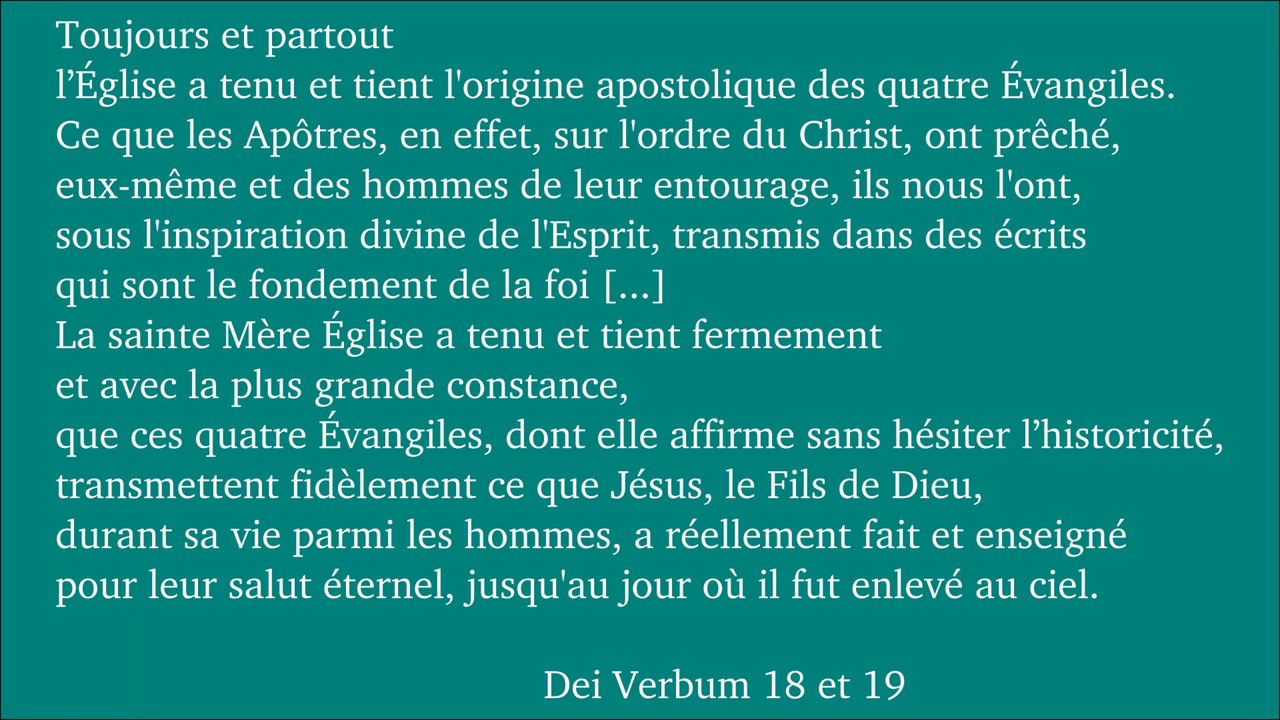 Toujours et partout
l’Église a tenu et tient l'origine apostolique des quatre Évangiles.
Ce que les Apôtres, en effet, sur l'ordre du Christ, ont prêché,
eux-même et des hommes de leur entourage, ils nous l'ont,
sous l'inspiration divine de l'Esprit, transmis dans des écrits
qui sont le fondement de la foi [...]
La sainte Mère Église a tenu et tient fermement
et avec la plus grande constance,
que ces quatre Évangiles, dont elle affirme sans hésiter l’historicité,
transmettent fidèlement ce que Jésus, le Fils de Dieu,
durant sa vie parmi les hommes, a réellement fait et enseigné
pour leur salut éternel, jusqu'au jour où il fut enlevé au ciel.
Dei Verbum 18 et 19